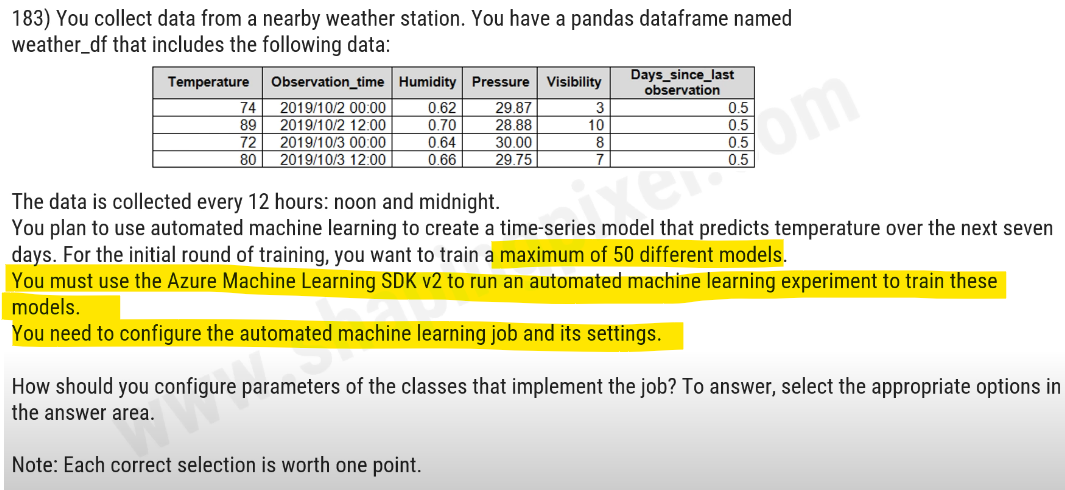 183) You collect data from a nearby weather station. You have a pandas dataframe named
weather_df that includes the following data:
Temperature Observation_time Humidity Pressure Visibility Days_since_last observation
74 2019/10/2 00:00 0.62 29.87 3 0.5
89 2019/10/2 12:00 0.70 28.88 10 0.5
72 2019/10/3 00:00 0.64 30.00 8 0.5
80 2019/10/3 12:00 0.66 29.75 7 0.5
The data is collected every 12 hours: noon and midnight.
You plan to use automated machine learning to create a time-series model that predicts temperature over the next seven
days. For the initial round of training, you want to train a maximum of 50 different models.
You must use the Azure Machine Learning SDK v2 to run an automated machine learning experiment to train these
models.
You need to configure the automated machine learning job and its settings.
How should you configure parameters of the classes that implement the job? To answer, select the appropriate options in
the answer area.
Note: Each correct selection is worth one point.